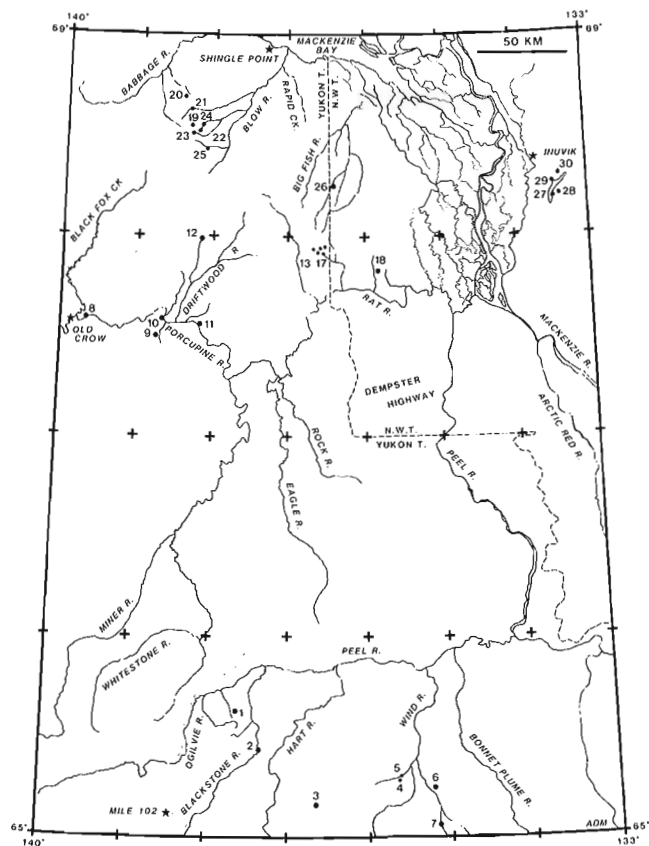 140°
133°
69°
69°
MACKENZIE BAY
50 KM
SHINGLE POINT
BABBAGE R.
YUKON T.
N.W.T.
20
21
RAPID CK.
19
24
BLOW R.
23
22
25
BIG FISH R.
INUVIK
30
29
27
28
26
BLACK FOX CK
12
DRIFTWOOD R
13
17
18
8
OLD CROW
10
11
9
PORCUPINE R.
RAT R.
MACKENZIE R.
DEMPSTER HIGHWAY
ARCTIC RED R.
N.W.T.
YUKON T.
ROCK R.
PEEL R.
EAGLE R.
MINER R.
WHITESTONE R.
PEEL R.
1
OGILVIE R.
2
BLACKSTONE R.
HART R.
WIND R.
BONNET PLUME R.
5
4
6
3
7
MILE 102
ADM
65°
65°
140°
133°